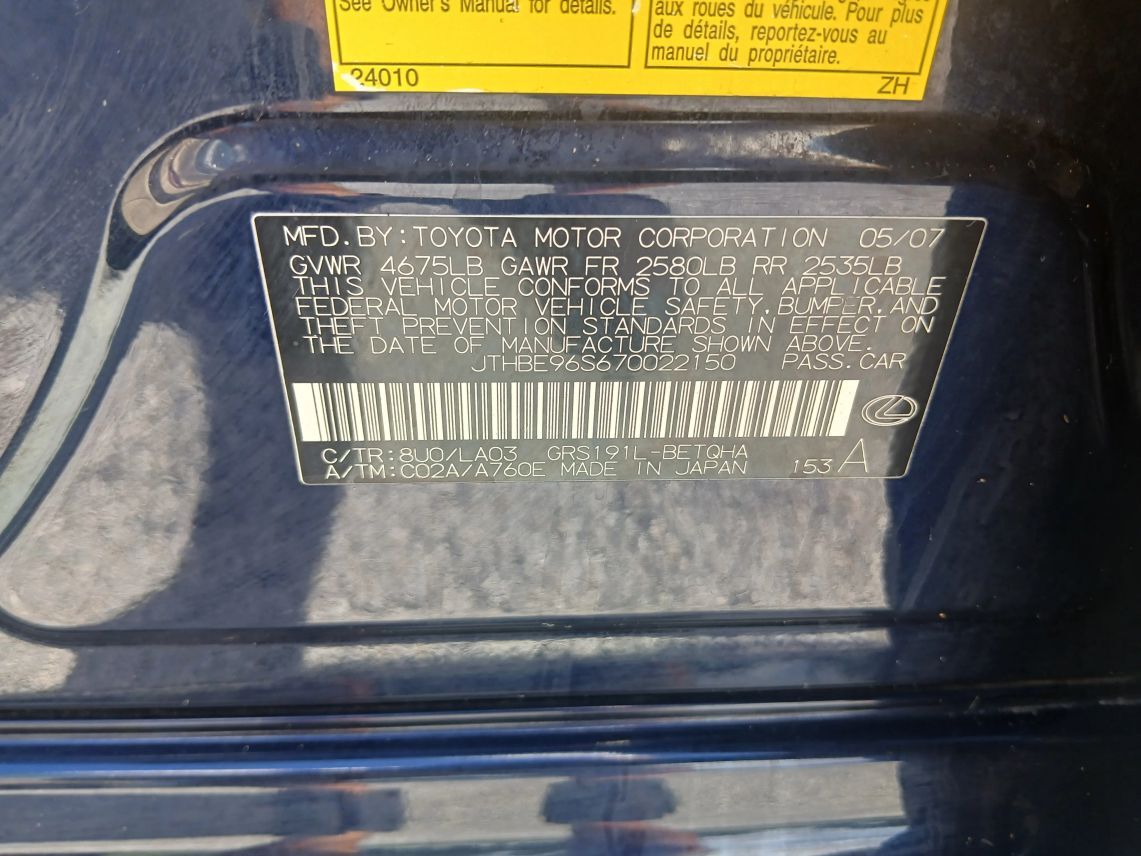 See Owner's Manual for details.
aux roues du véhicule. Pour plus
de détails, reportez-vous au
manuel du propriétaire.
24010
ZH
MFD.BY:TOYOTA MOTOR CORPORATION 05/07
GVWR 4675LB GAWR FR 2580LB RR 2535LB
THIS VEHICLE CONFORMS TO ALL APPLICABLE
FEDERAL MOTOR VEHICLE SAFETY,BUMPER,AND
THEFT PREVENTION STANDARDS IN EFFECT ON
THE DATE OF MANUFACTURE SHOWN ABOVE.
JTHBE96S670022150 PASS.CAR
C/TR:8U0/LA03 GRS191L-BETQHA
A/TM:C02A/A760E MADE IN JAPAN 153 A